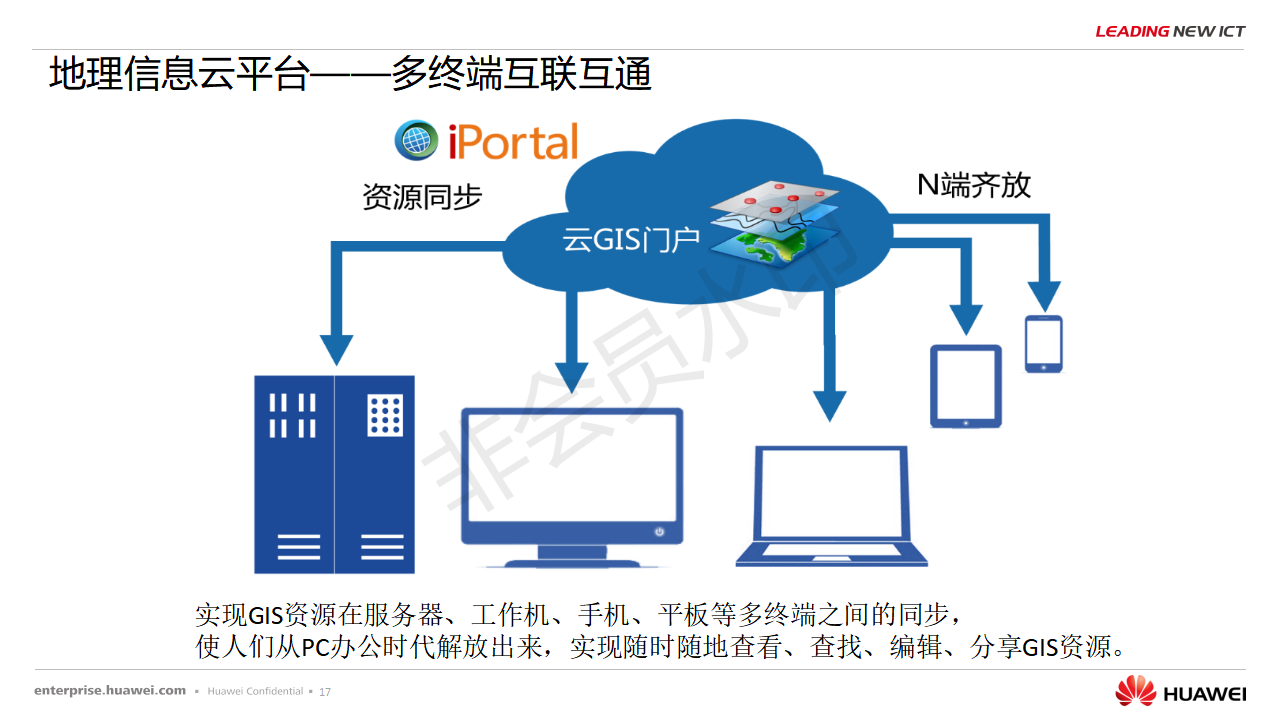 LEADING NEW ICT
地理信息云平台——多终端互联互通
iPortal
资源同步
N端齐放
云GIS门户
非会员水印
实现GIS资源在服务器、工作机、手机、平板等多终端之间的同步，
使人们从PC办公时代解放出来，实现随时随地查看、查找、编辑、分享GIS资源。
enterprise.huawei.com ▪ Huawei Confidential ▪ 17
HUAWEI